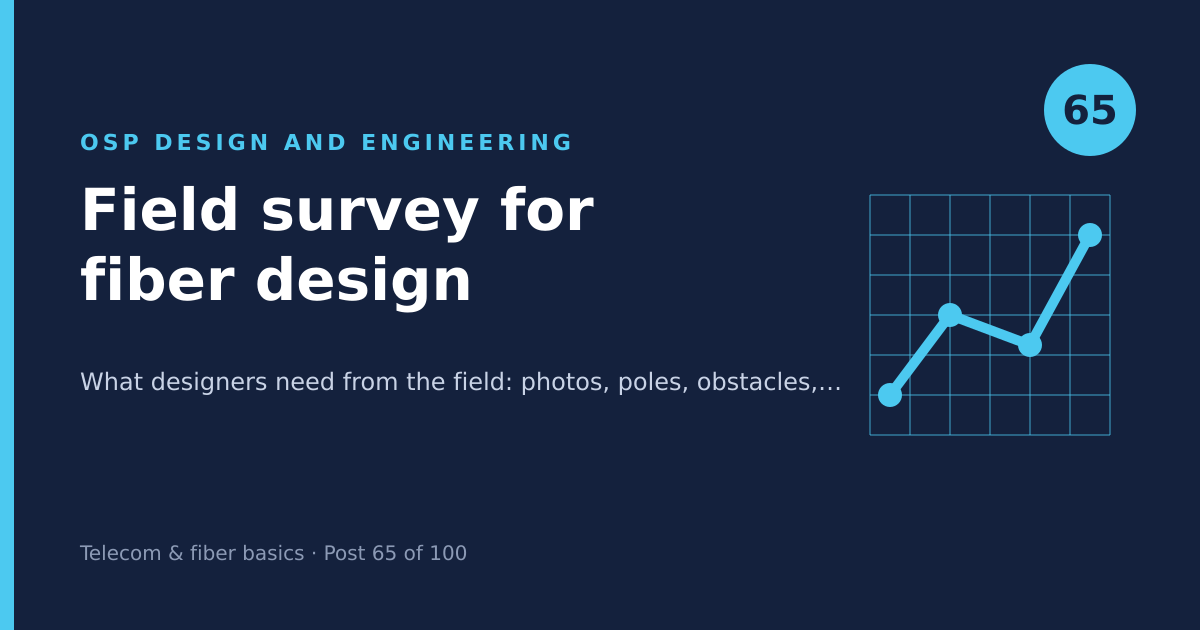 65
OSP DESIGN AND ENGINEERING
Field survey for
fiber design
What designers need from the field: photos, poles, obstacles,…
Telecom & fiber basics · Post 65 of 100